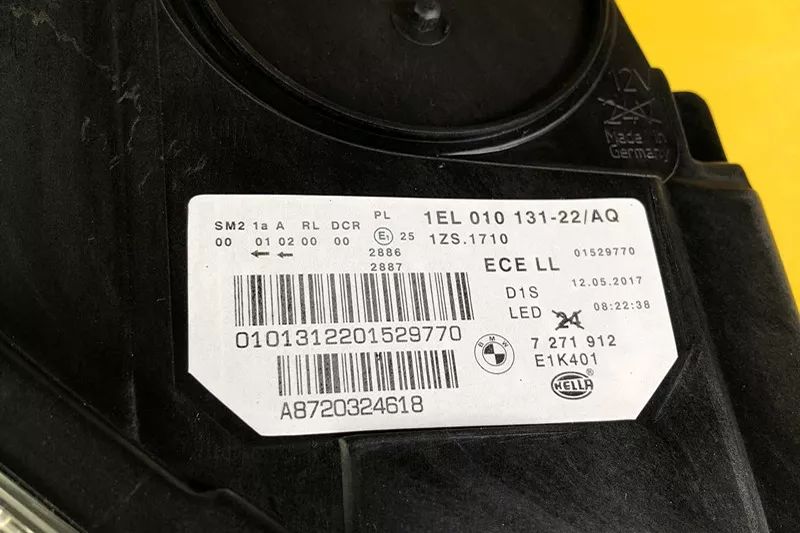 12V
Made in
Germany
PL 1EL 010 131-22/AQ
SM2 1a A RL DCR
00 01 02 00 00 E1 25 1ZS.1710
2886
2887
ECE LL 01529770
D1S 12.05.2017
LED 24 08:22:38
0101312201529770
BMW 7 271 912
E1K401
HELLA
A8720324618